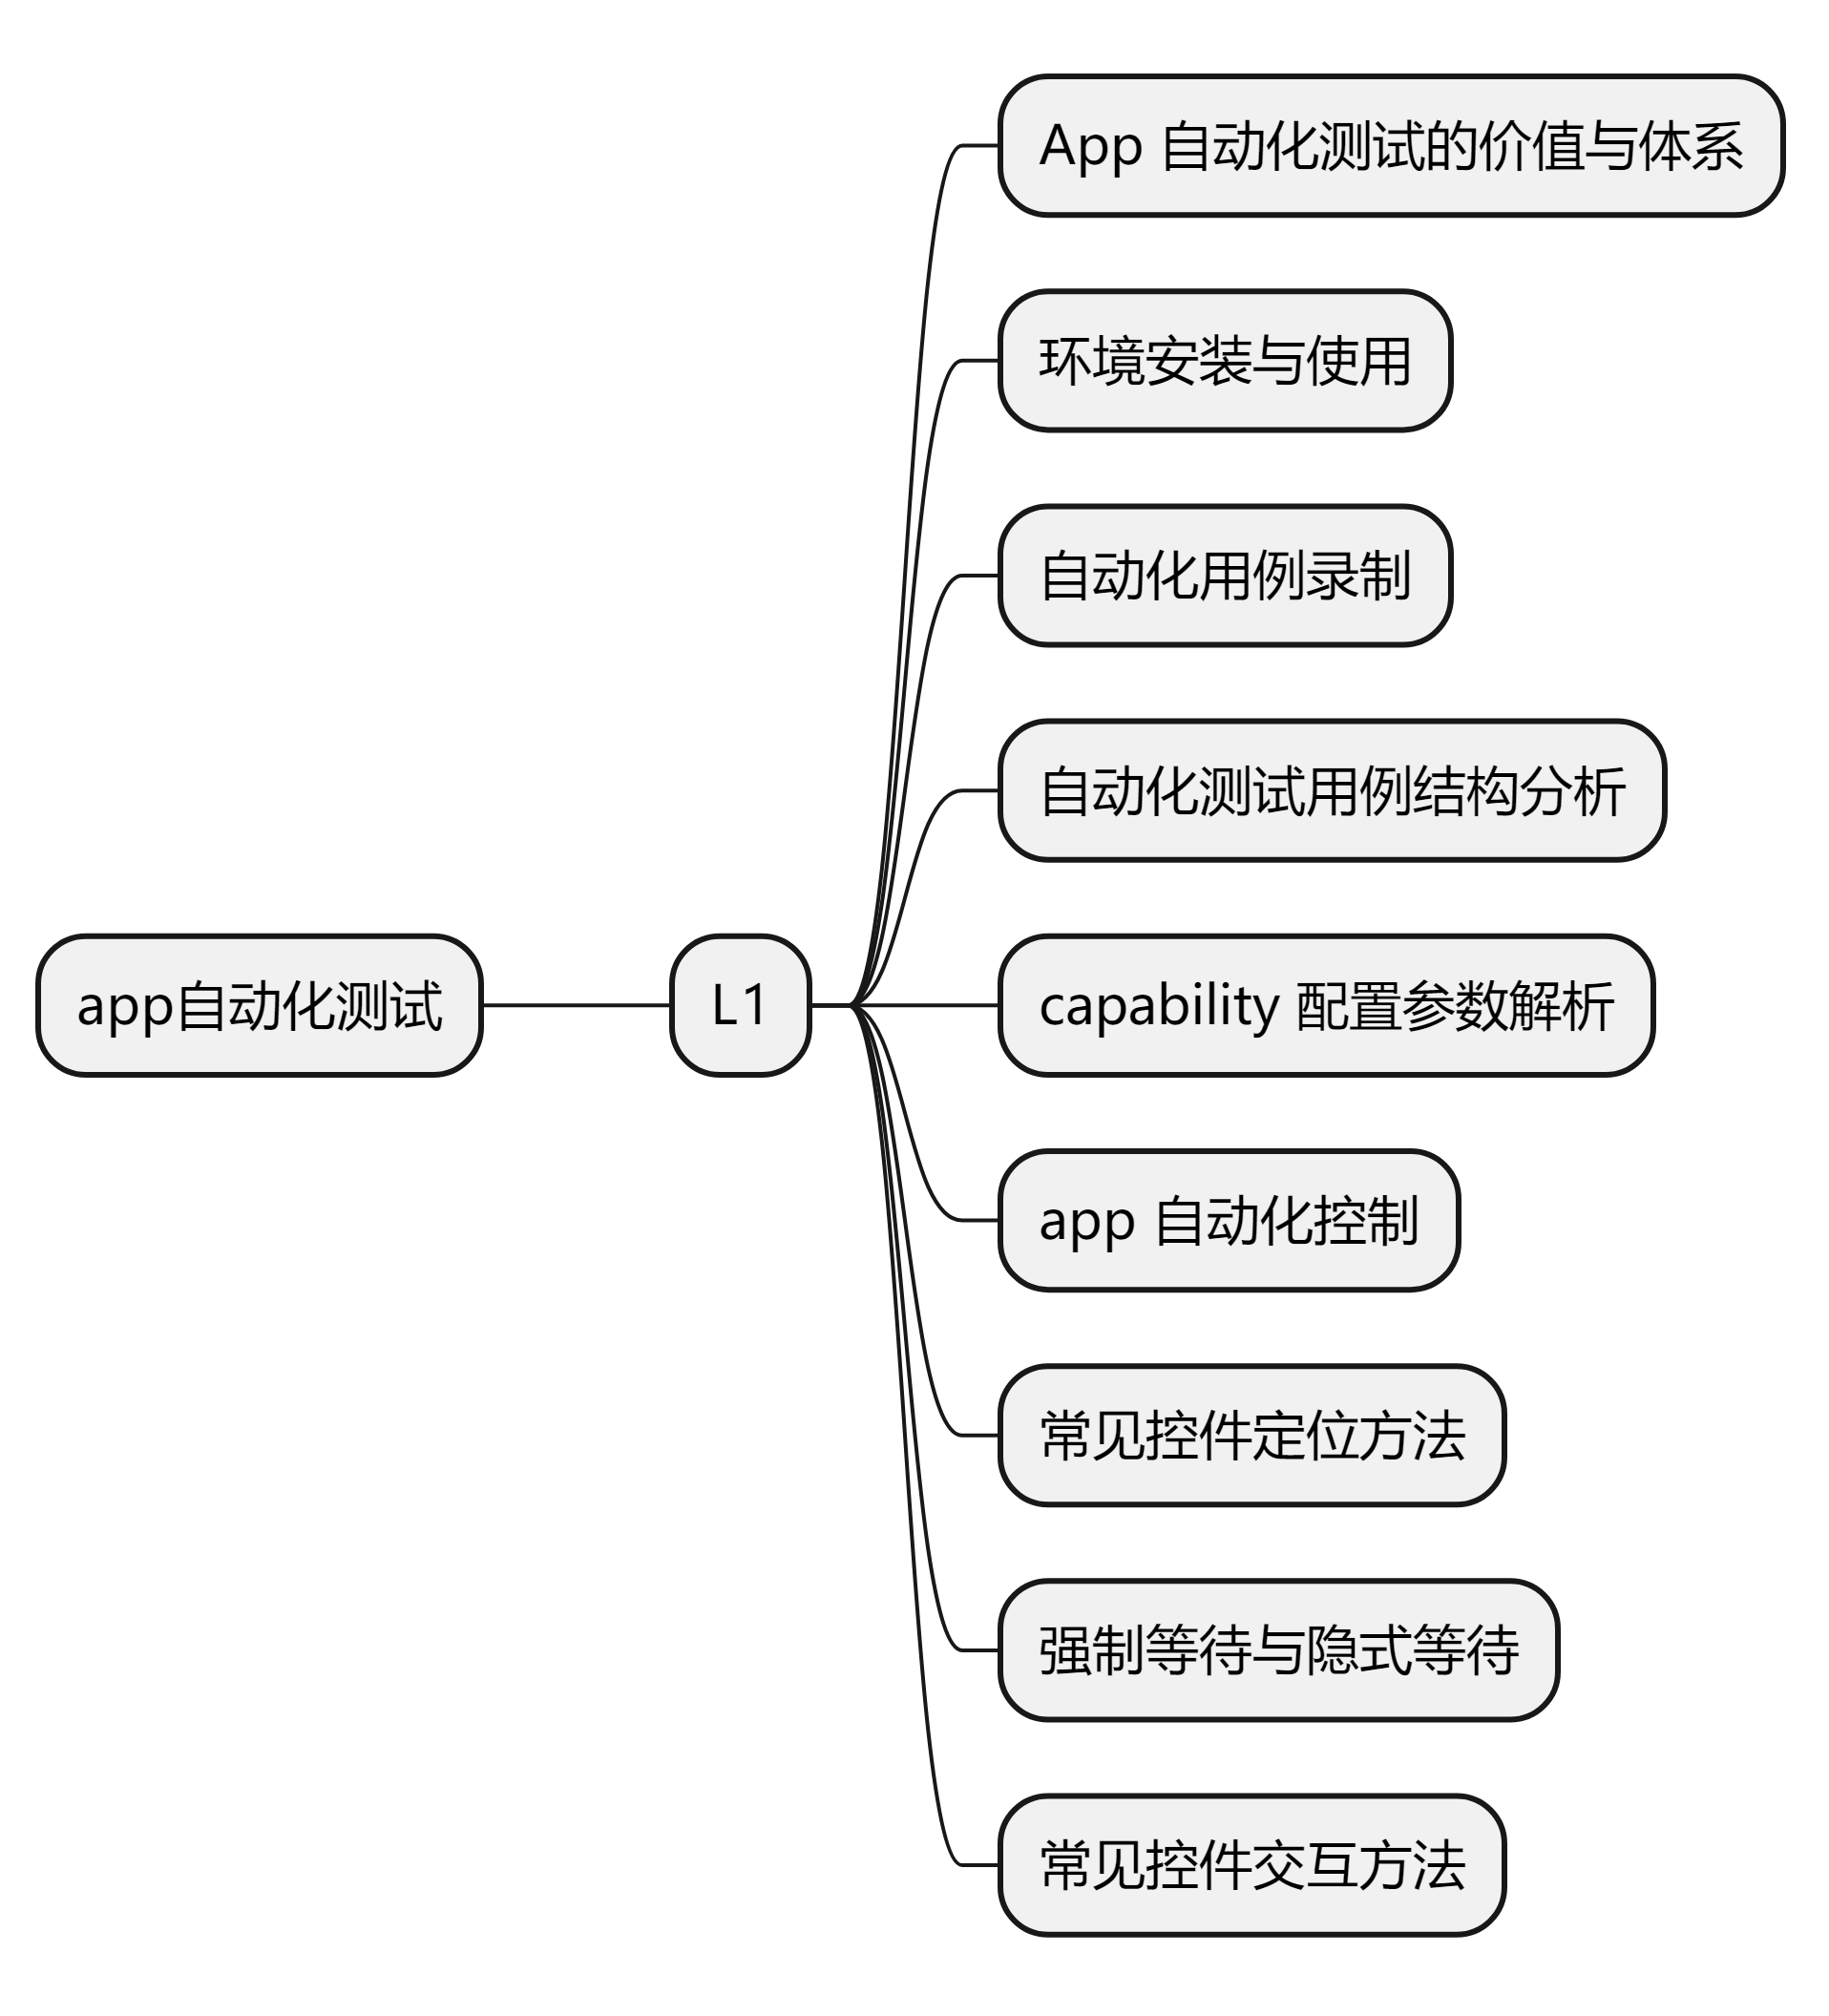 app自动化测试
L1
App 自动化测试的价值与体系
环境安装与使用
自动化用例录制
自动化测试用例结构分析
capability 配置参数解析
app 自动化控制
常见控件定位方法
强制等待与隐式等待
常见控件交互方法